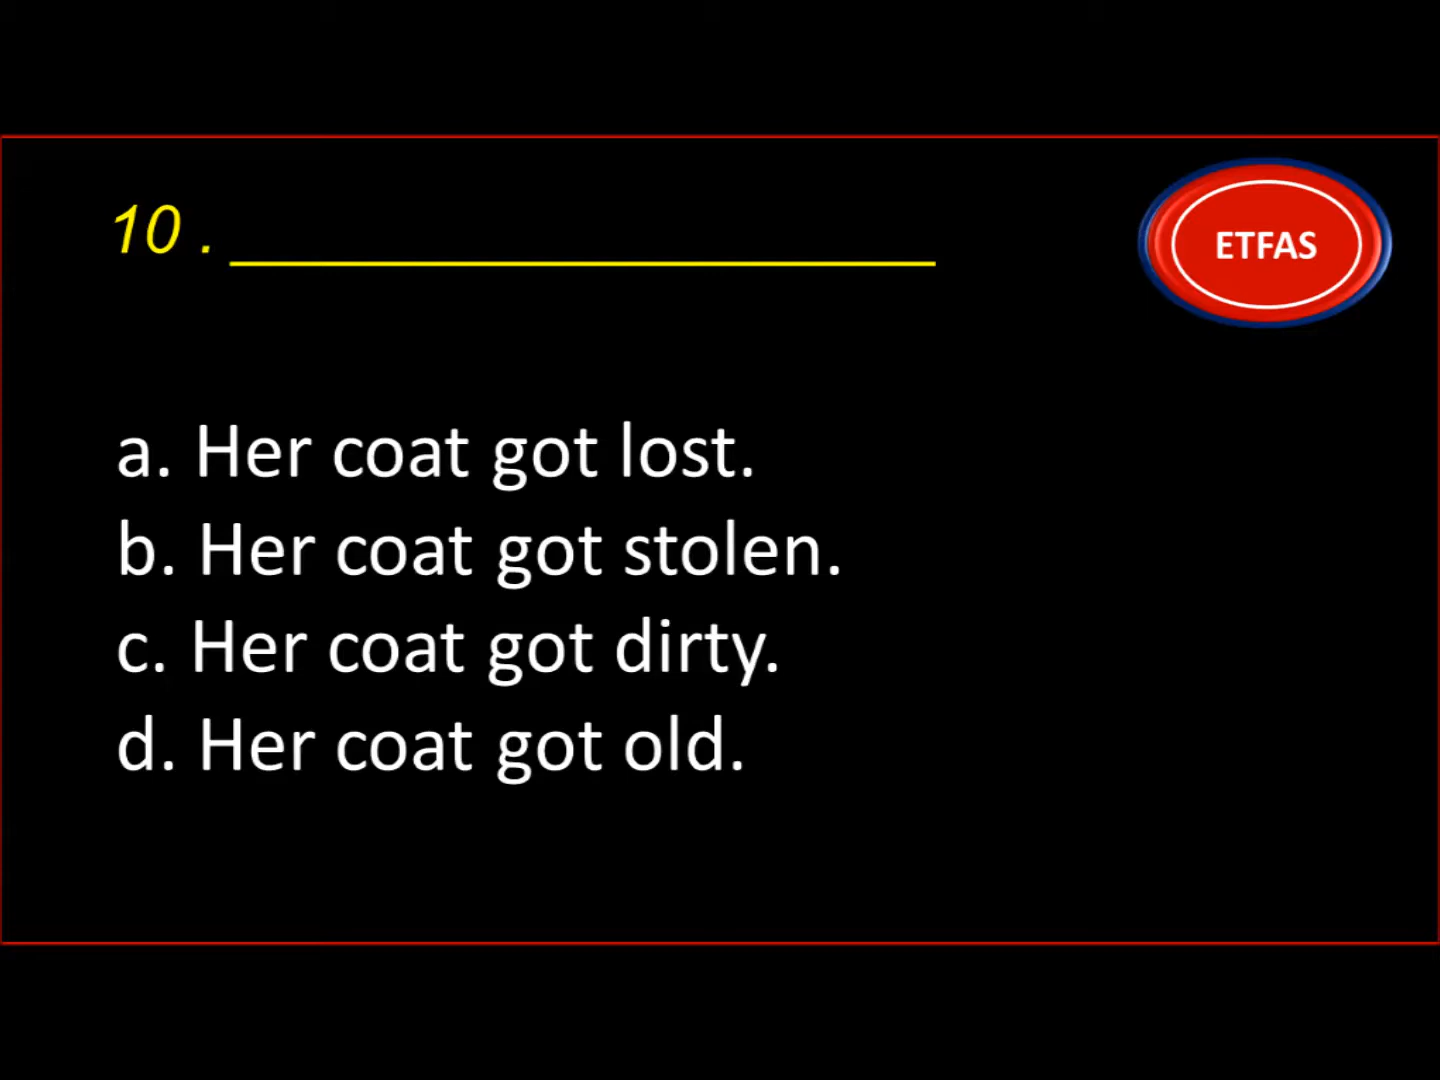 10 . ____________________
ETFAS
a. Her coat got lost.
b. Her coat got stolen.
c. Her coat got dirty.
d. Her coat got old.